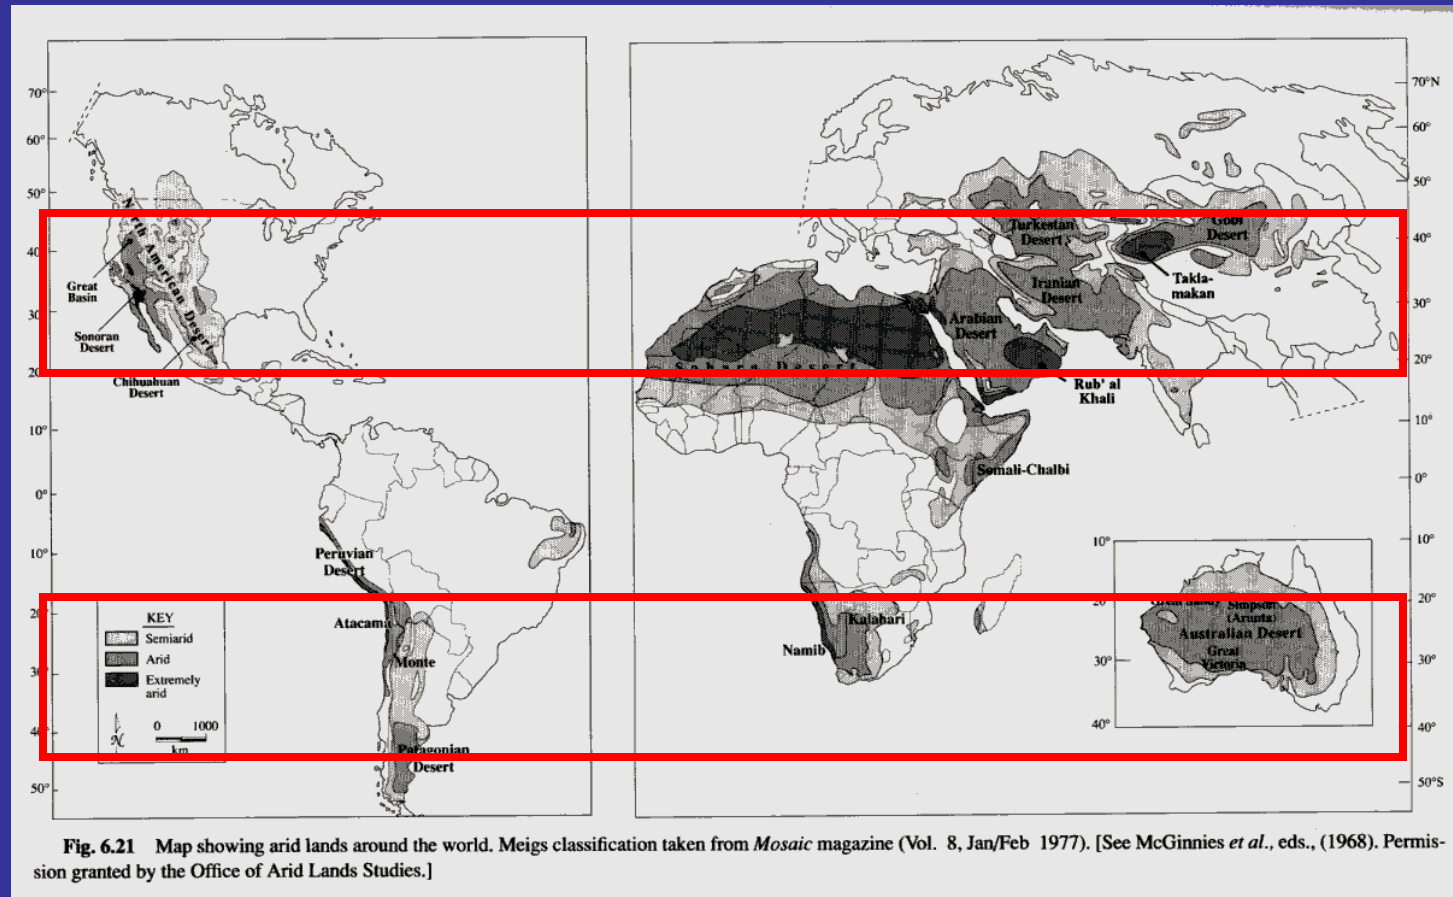 70°
60°
50°
40
30
20
10°
0°
10°
20°
30°
40°
50°
North American Desert
Great
Basin
Sonoran
Desert
Chihuahuan
Desert
Peruvian
Desert
Atacama
Monte
Patagonian
Desert
KEY
Semiarid
Arid
Extremely
arid
N
0 1000
km
70°N
60°
50°
40°
30°
20°
10°
0°
10°
20°
30°
40°
50°S
Turkestan
Desert
Gobi
Desert
Takla-
makan
Iranian
Desert
Arabian
Desert
Sahara Desert
Rub' al
Khali
Somali-Chalbi
Kalahari
Namib
10°
20
30°
40°
Great Sandy
Simpson
(Arunta)
Australian Desert
Great
Victoria
Fig. 6.21 Map showing arid lands around the world. Meigs classification taken from Mosaic magazine (Vol. 8, Jan/Feb 1977). [See McGinnies et al., eds., (1968). Permis-
sion granted by the Office of Arid Lands Studies.]